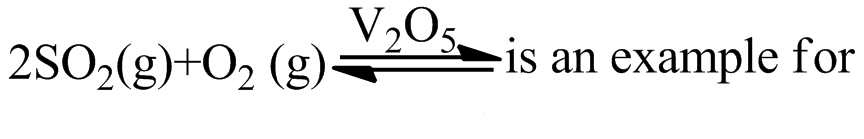 2SO₂(g)+O₂ (g) ⇌ is an example for
V₂O₅